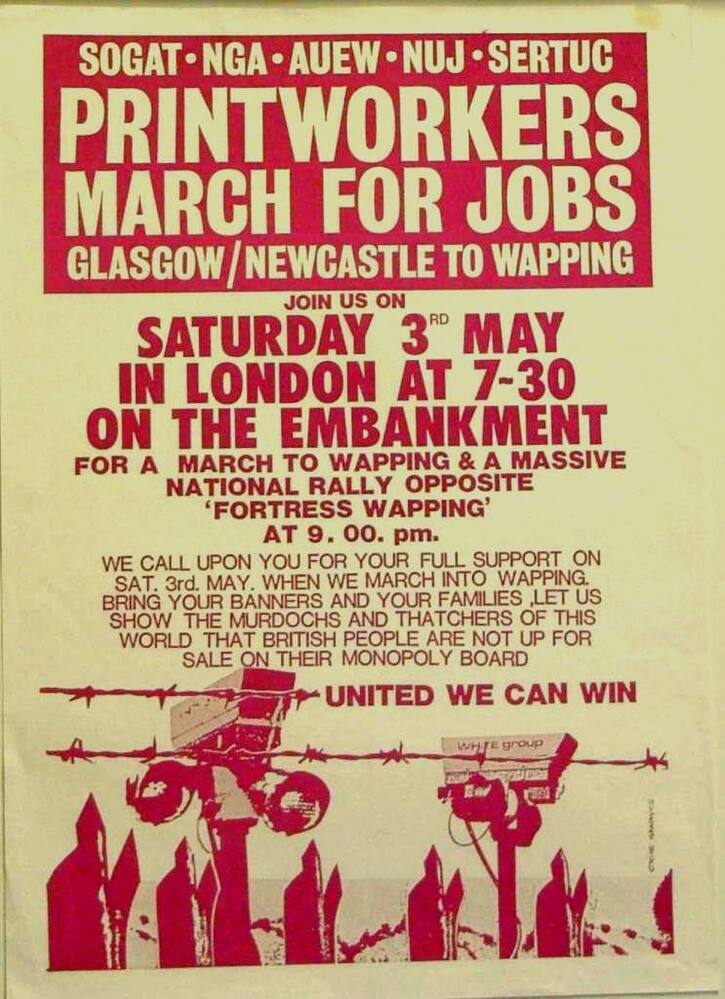 SOGAT • NGA • AUEW • NUJ • SERTUC
PRINTWORKERS
MARCH FOR JOBS
GLASGOW/NEWCASTLE TO WAPPING
JOIN US ON
SATURDAY 3RD MAY
IN LONDON AT 7-30
ON THE EMBANKMENT
FOR A MARCH TO WAPPING & A MASSIVE
NATIONAL RALLY OPPOSITE
'FORTRESS WAPPING'
AT 9. 00. pm.
WE CALL UPON YOU FOR YOUR FULL SUPPORT ON
SAT. 3rd. MAY. WHEN WE MARCH INTO WAPPING.
BRING YOUR BANNERS AND YOUR FAMILIES ,LET US
SHOW THE MURDOCHS AND THATCHERS OF THIS
WORLD THAT BRITISH PEOPLE ARE NOT UP FOR
SALE ON THEIR MONOPOLY BOARD
UNITED WE CAN WIN
WHITE group